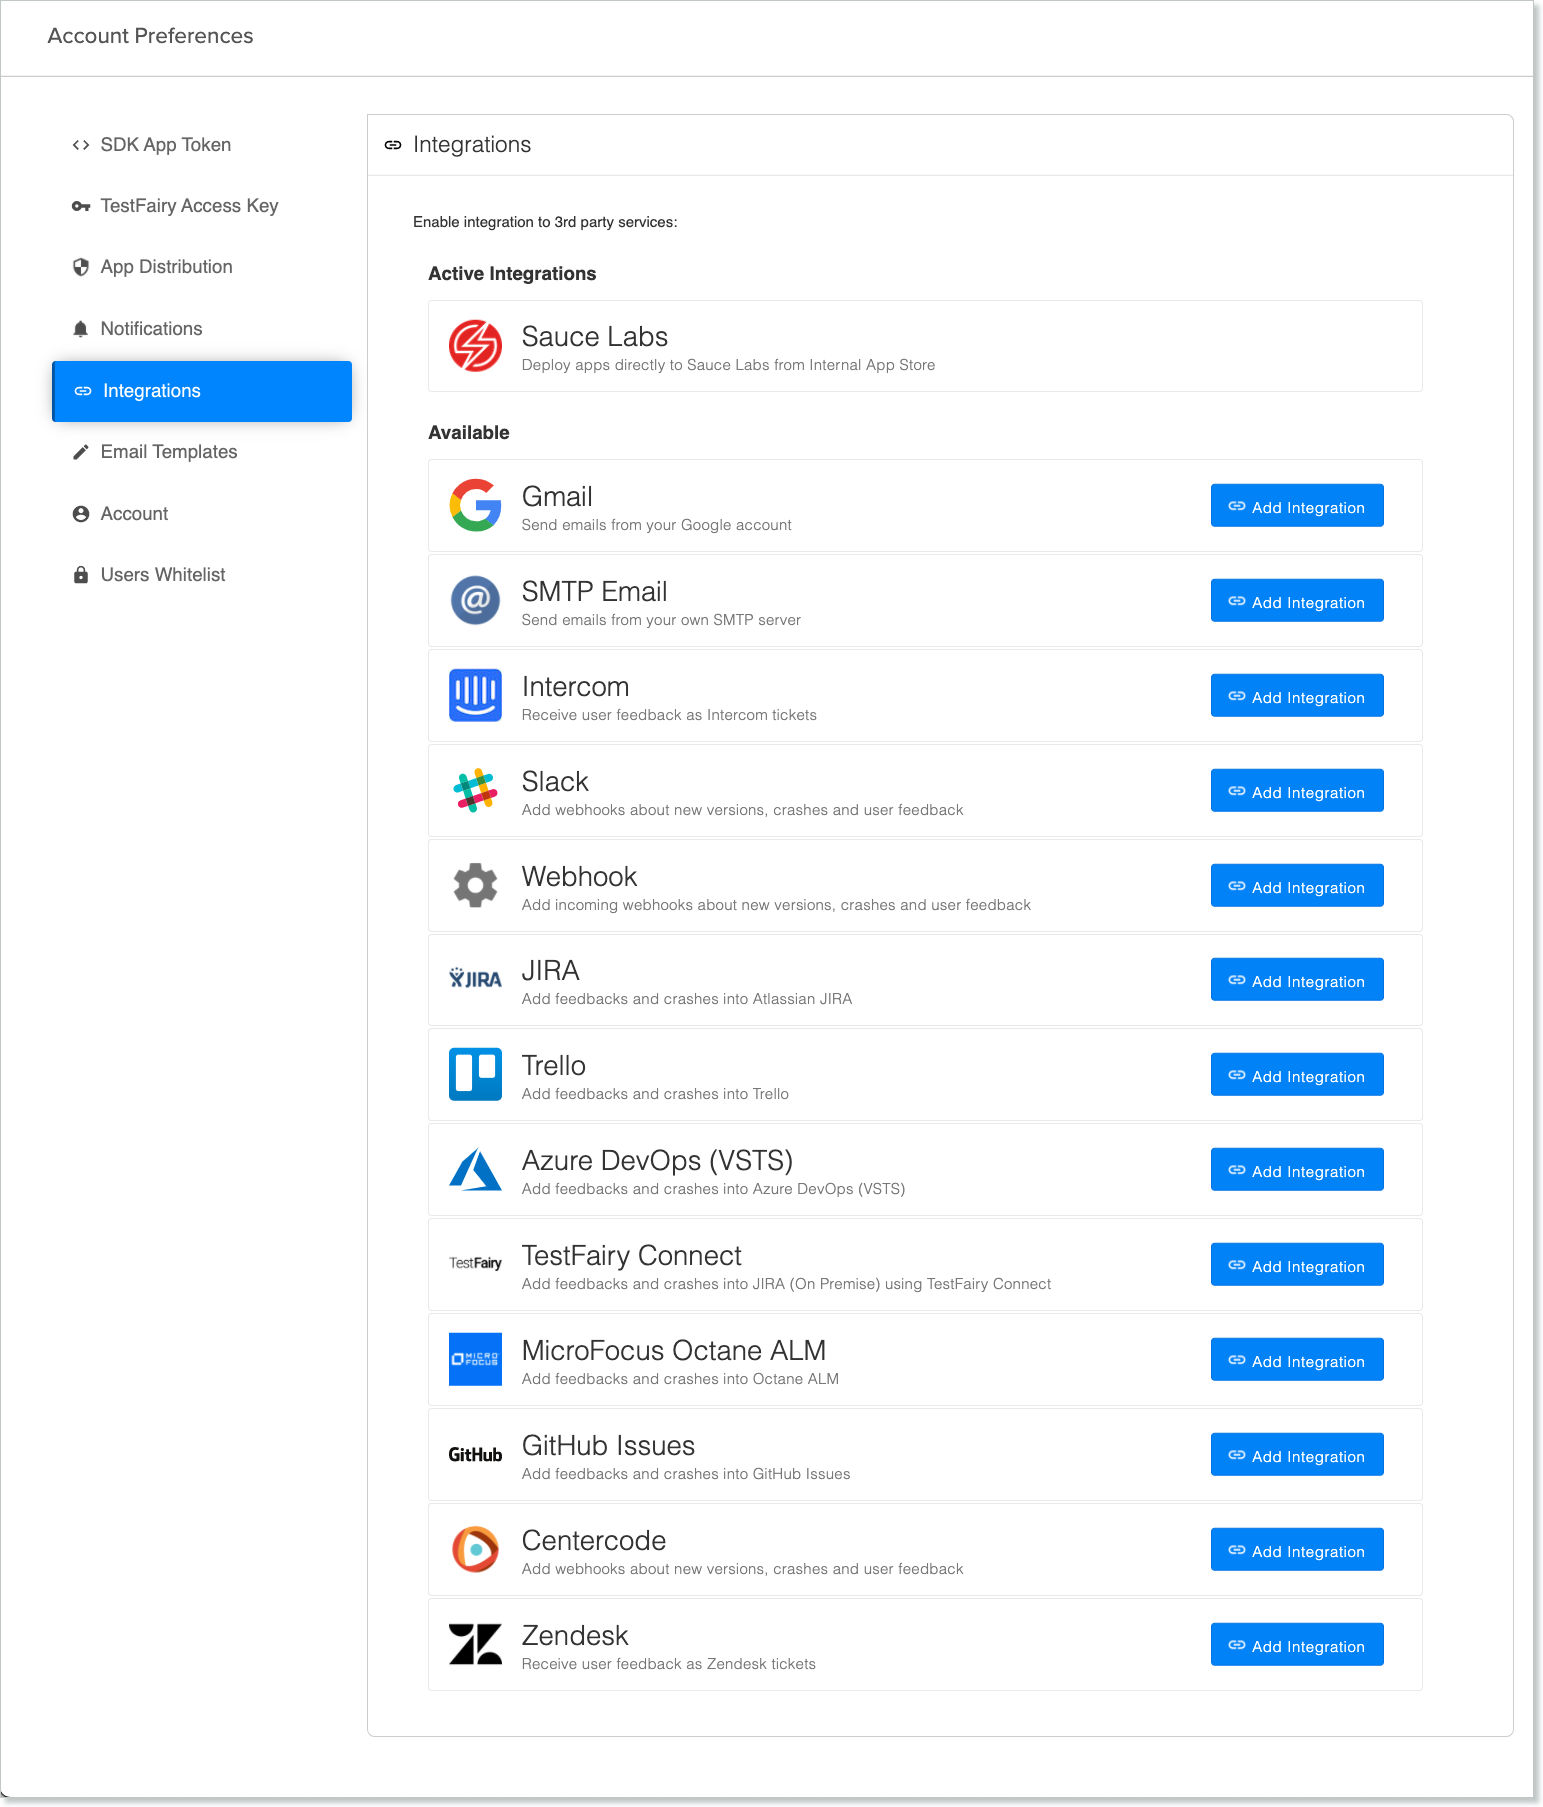 Account Preferences
SDK App Token
TestFairy Access Key
App Distribution
Notifications
Integrations
Email Templates
Account
Users Whitelist
Integrations
Enable integration to 3rd party services:
Active Integrations
Sauce Labs
Deploy apps directly to Sauce Labs from Internal App Store
Available
Gmail
Send emails from your Google account
Add Integration
@
SMTP Email
Send emails from your own SMTP server
Add Integration
Intercom
Receive user feedback as Intercom tickets
Add Integration
Slack
Add webhooks about new versions, crashes and user feedback
Add Integration
Webhook
Add incoming webhooks about new versions, crashes and user feedback
Add Integration
JIRA
JIRA
Add feedbacks and crashes into Atlassian JIRA
Add Integration
Trello
Add feedbacks and crashes into Trello
Add Integration
Azure DevOps (VSTS)
Add feedbacks and crashes into Azure DevOps (VSTS)
Add Integration
TestFairy
TestFairy Connect
Add feedbacks and crashes into JIRA (On Premise) using TestFairy Connect
Add Integration
MICRO
FOCUS
MicroFocus Octane ALM
Add feedbacks and crashes into Octane ALM
Add Integration
GitHub
GitHub Issues
Add feedbacks and crashes into GitHub Issues
Add Integration
Centercode
Add webhooks about new versions, crashes and user feedback
Add Integration
Zendesk
Receive user feedback as Zendesk tickets
Add Integration